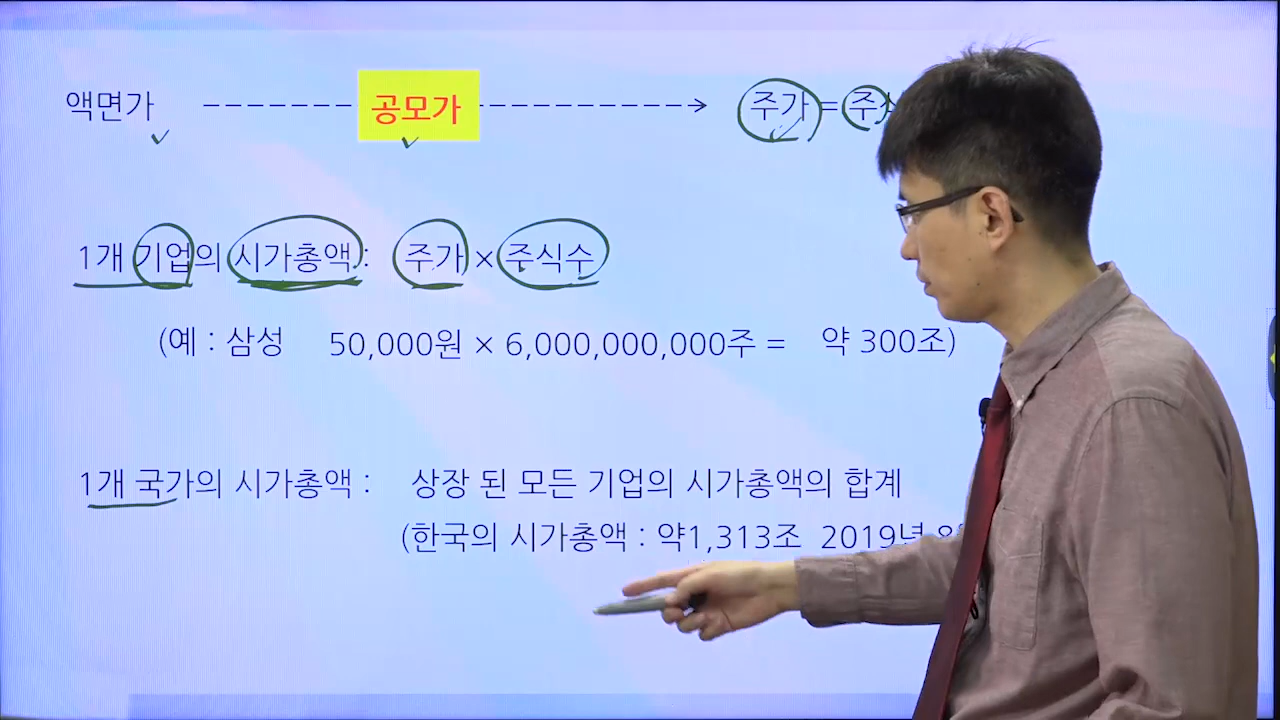 액면가 공모가 주가 = 주
1개 기업의 시가총액 : 주가 × 주식수
(예 : 삼성 50,000원 × 6,000,000,000주 = 약 300조)
1개 국가의 시가총액 : 상장 된 모든 기업의 시가총액의 합계
(한국의 시가총액 : 약1,313조 2019년